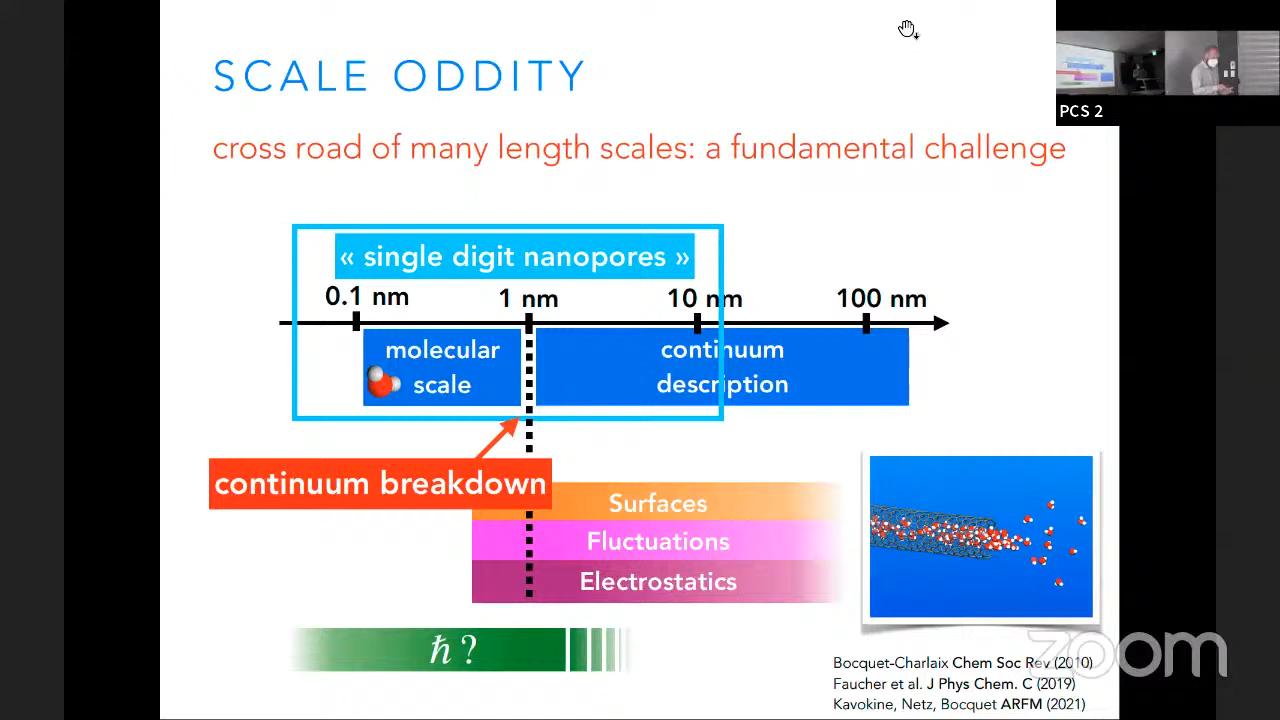 SCALE ODDITY
PCS 2
cross road of many length scales: a fundamental challenge
« single digit nanopores »
0.1 nm
1 nm
10 nm
100 nm
molecular
scale
continuum
description
continuum breakdown
Surfaces
Fluctuations
Electrostatics
ħ ?
zoom
Bocquet-Charlaix Chem Soc Rev (2010)
Faucher et al. J Phys Chem. C (2019)
Kavokine, Netz, Bocquet ARFM (2021)